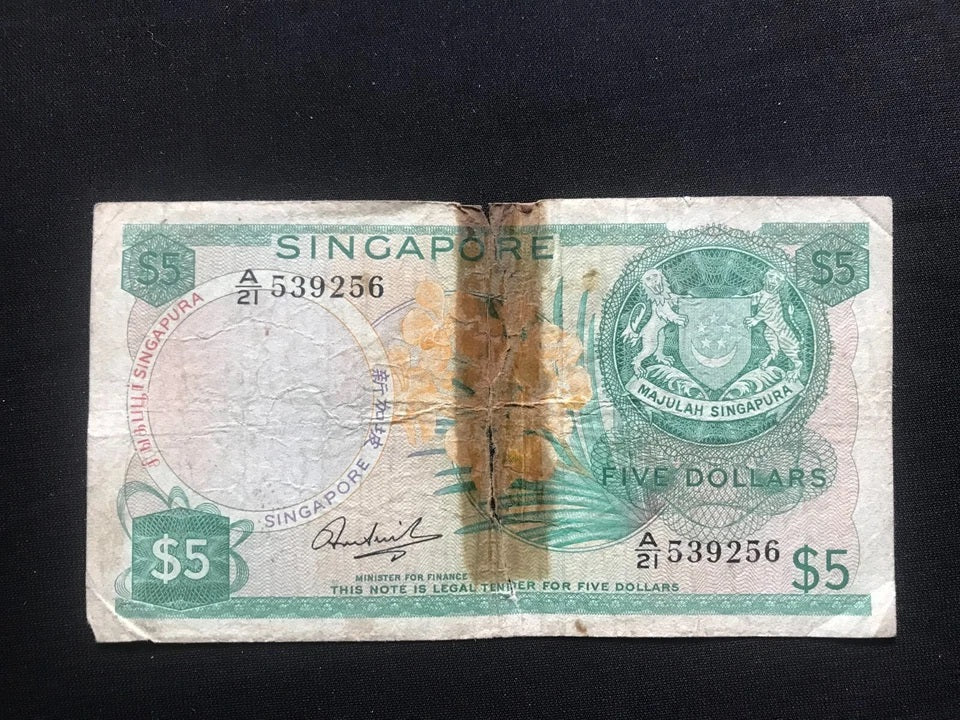 SINGAPORE
$5
$5
A/21 539256
சிங்கப்பூர் SINGAPURA
新加坡
SINGAPORE
MAJULAH SINGAPURA
FIVE DOLLARS
A/21 539256
$5
$5
MINISTER FOR FINANCE
THIS NOTE IS LEGAL TENDER FOR FIVE DOLLARS